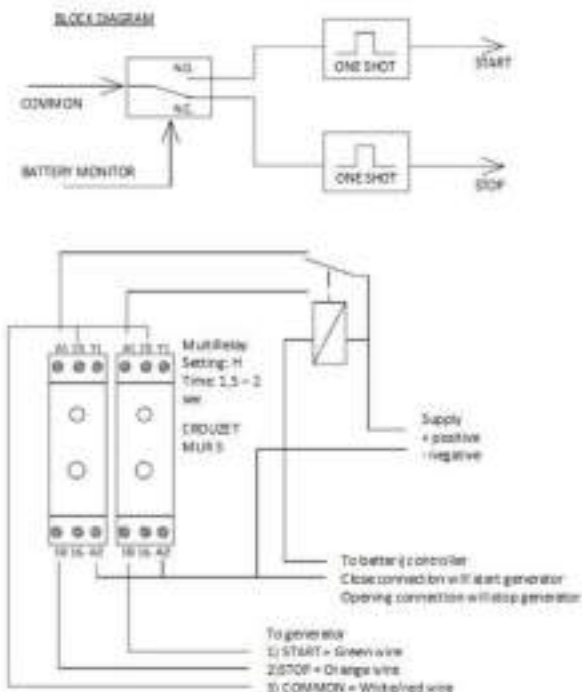 BLOCK DIAGRAM
N.O.
ONE SHOT
START
COMMON
N.C.
BATTERY MONITOR
ONE SHOT
STOP
A1 15 Y1
A1 15 Y1
MultiRelay
Setting: H
Time: 1,5 - 2
sec
CROUZET
MUR 3
Supply
+ positive
- negative
18 16 A2
18 16 A2
To battery controller
Close connection will start generator
Opening connection will stop generator
To generator
1) START = Green wire
2)STOP = Orange wire
3) COMMON = White/red wire